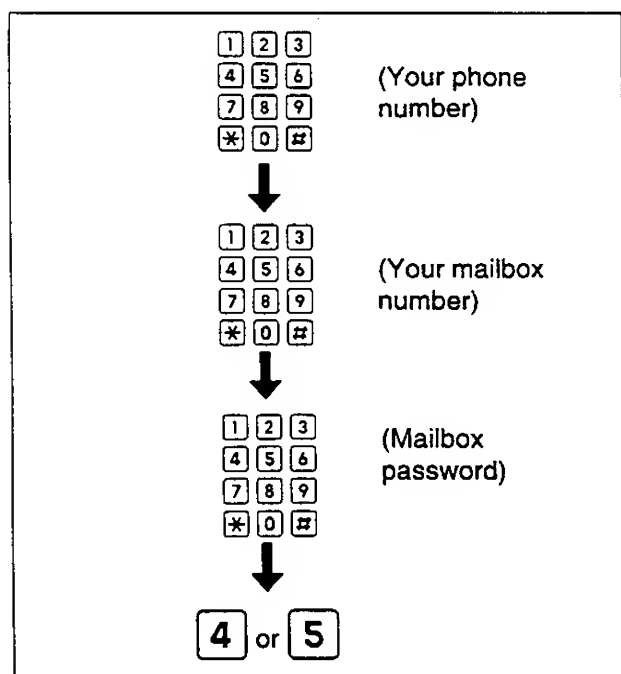 1 2 3
4 5 6 (Your phone
7 8 9 number)
* 0 #
1 2 3
4 5 6 (Your mailbox
7 8 9 number)
* 0 #
1 2 3 (Mailbox
4 5 6 password)
7 8 9
* 0 #
4 or 5